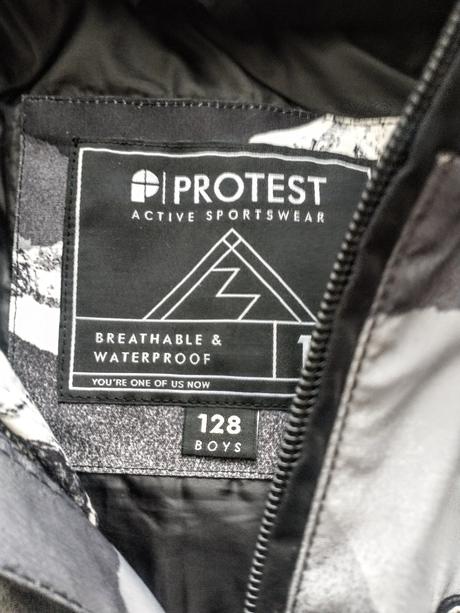 PROTEST
ACTIVE SPORTSWEAR
BREATHABLE &
WATERPROOF
YOU'RE ONE OF US NOW
128
BOYS